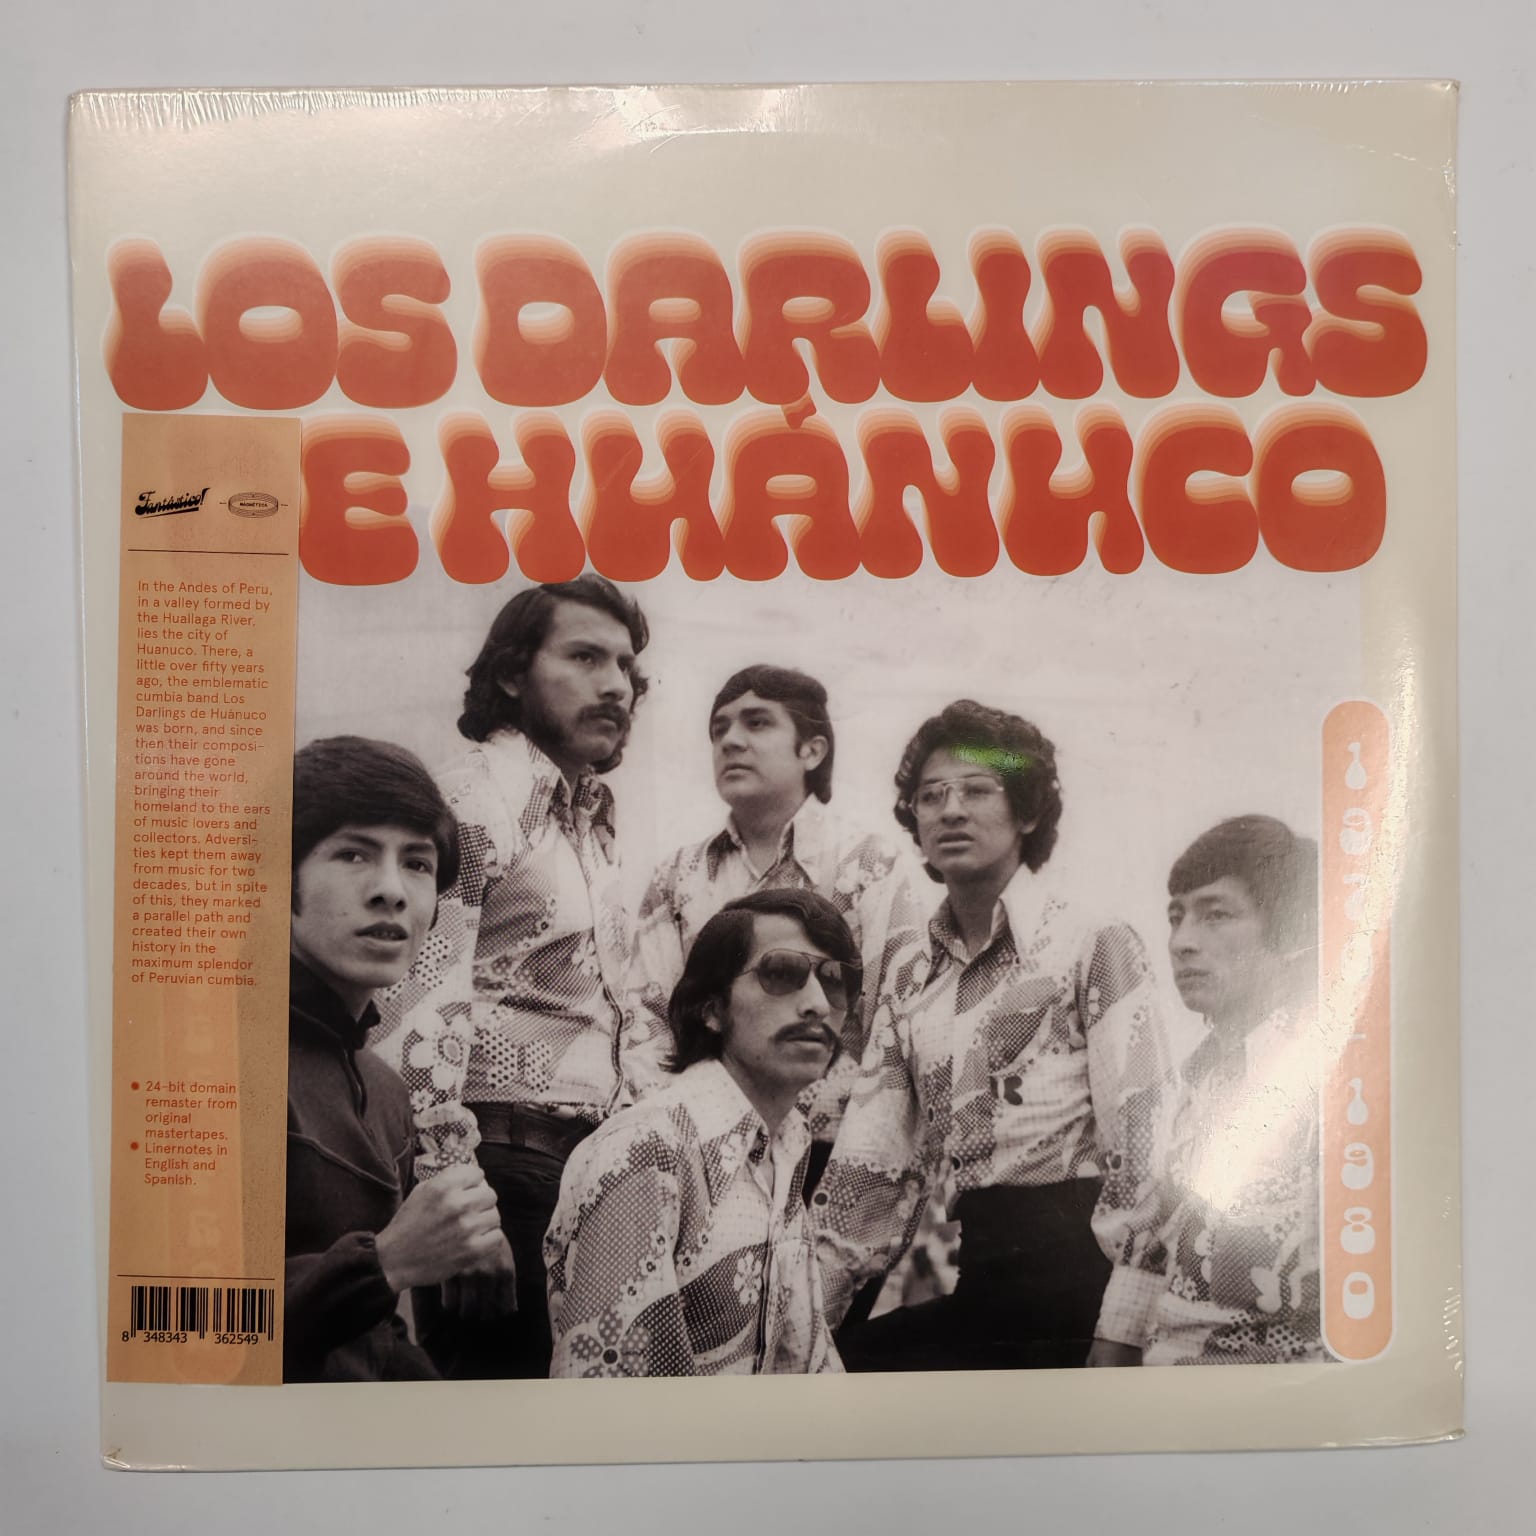 LOS DARLINGS
E HUÁNUCO
Fantástico!
MAGNÉTICA
In the Andes of Peru,
in a valley formed by
the Huallaga River,
lies the city of
Huanuco. There, a
little over fifty years
ago, the emblematic
cumbia band Los
Darlings de Huánuco
was born, and since
then their composi-
tions have gone
around the world,
bringing their
homeland to the ears
of music lovers and
collectors. Adversi-
ties kept them away
from music for two
decades, but in spite
of this, they marked
a parallel path and
created their own
history in the
maximum splendor
of Peruvian cumbia.
24-bit domain
remaster from
original
mastertapes.
Linernotes in
English and
Spanish.
8 348343 362549
1980